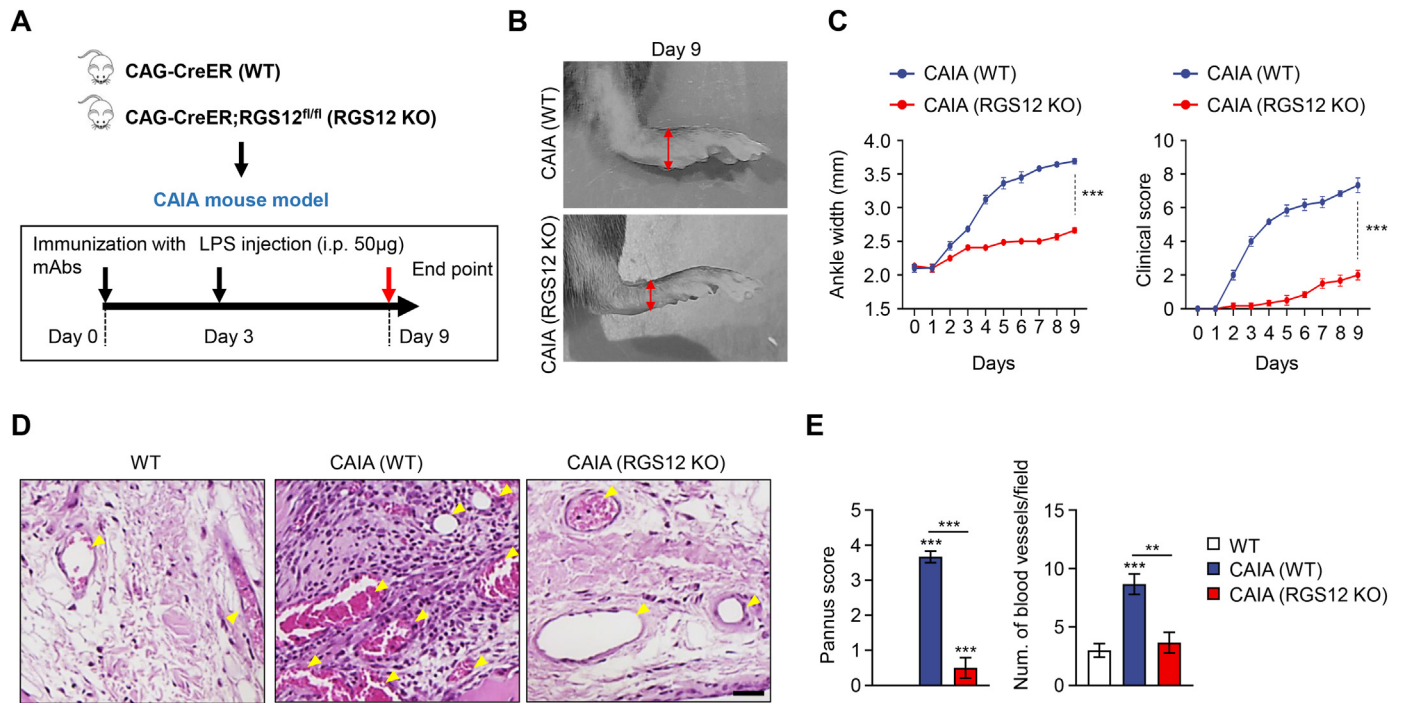 A
CAG-CreER (WT)
CAG-CreER;RGS12fl/fl (RGS12 KO)
CAIA mouse model
Immunization with
mAbs
LPS injection (i.p. 50µg)
End point
Day 0
Day 3
Day 9
B
Day 9
CAIA (WT)
CAIA (RGS12 KO)
C
CAIA (WT)
CAIA (RGS12 KO)
Ankle width (mm)
4.0
3.5
3.0
2.5
2.0
1.5
***
0 1 2 3 4 5 6 7 8 9
Days
CAIA (WT)
CAIA (RGS12 KO)
Clinical score
10
8
6
4
2
0
***
0 1 2 3 4 5 6 7 8 9
Days
D
WT
CAIA (WT)
CAIA (RGS12 KO)
E
Pannus score
5
4
3
2
1
0
***
***
***
Num. of blood vessels/field
15
10
5
0
**
***
WT
CAIA (WT)
CAIA (RGS12 KO)